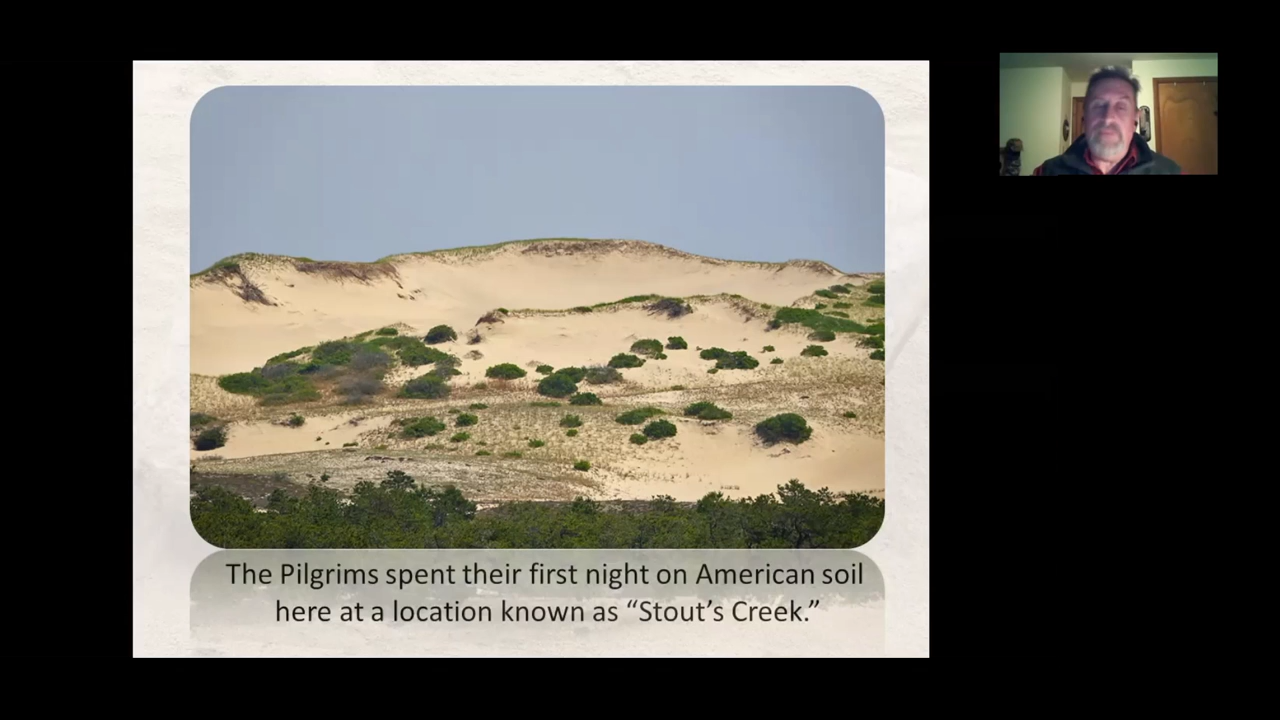 The Pilgrims spent their first night on American soil
here at a location known as “Stout’s Creek.”